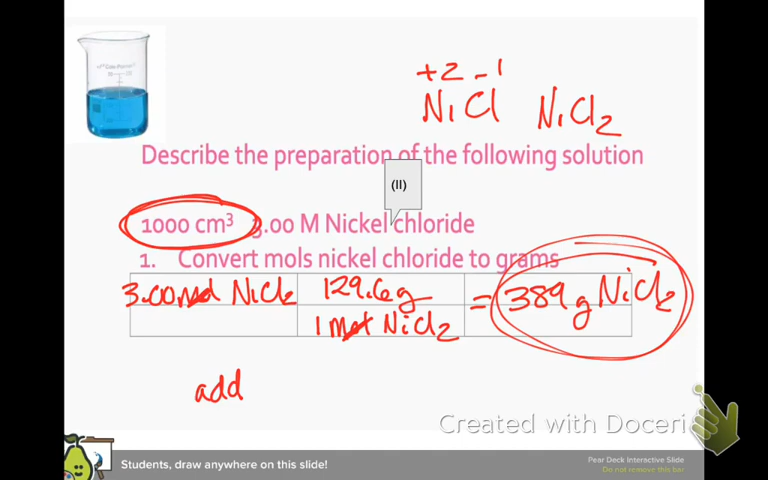 +2 -1
NiCl NiCl2
Describe the preparation of the following solution
(II)
1000 cm³ 3.00 M Nickel chloride
1. Convert mols nickel chloride to grams
3.00 mol NiCl2 129.6g = 389 g NiCl2
1 mol NiCl2
add
Created with Doceri
Students, draw anywhere on this slide!
Pear Deck Interactive Slide
Do not remove this bar